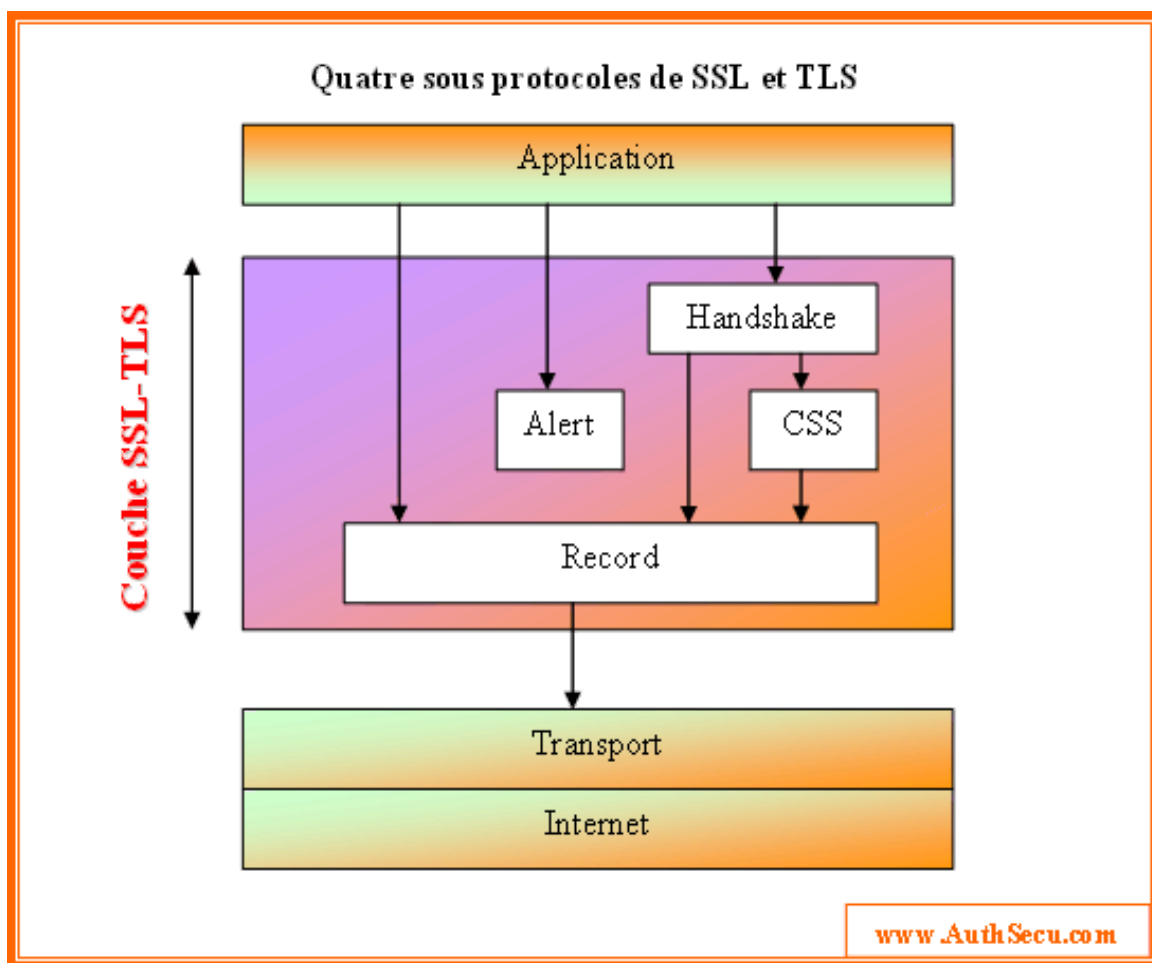 Quatre sous protocoles de SSL et TLS
Application
Couche SSL-TLS
Handshake
Alert
CSS
Record
Transport
Internet
www.AuthSecu.com